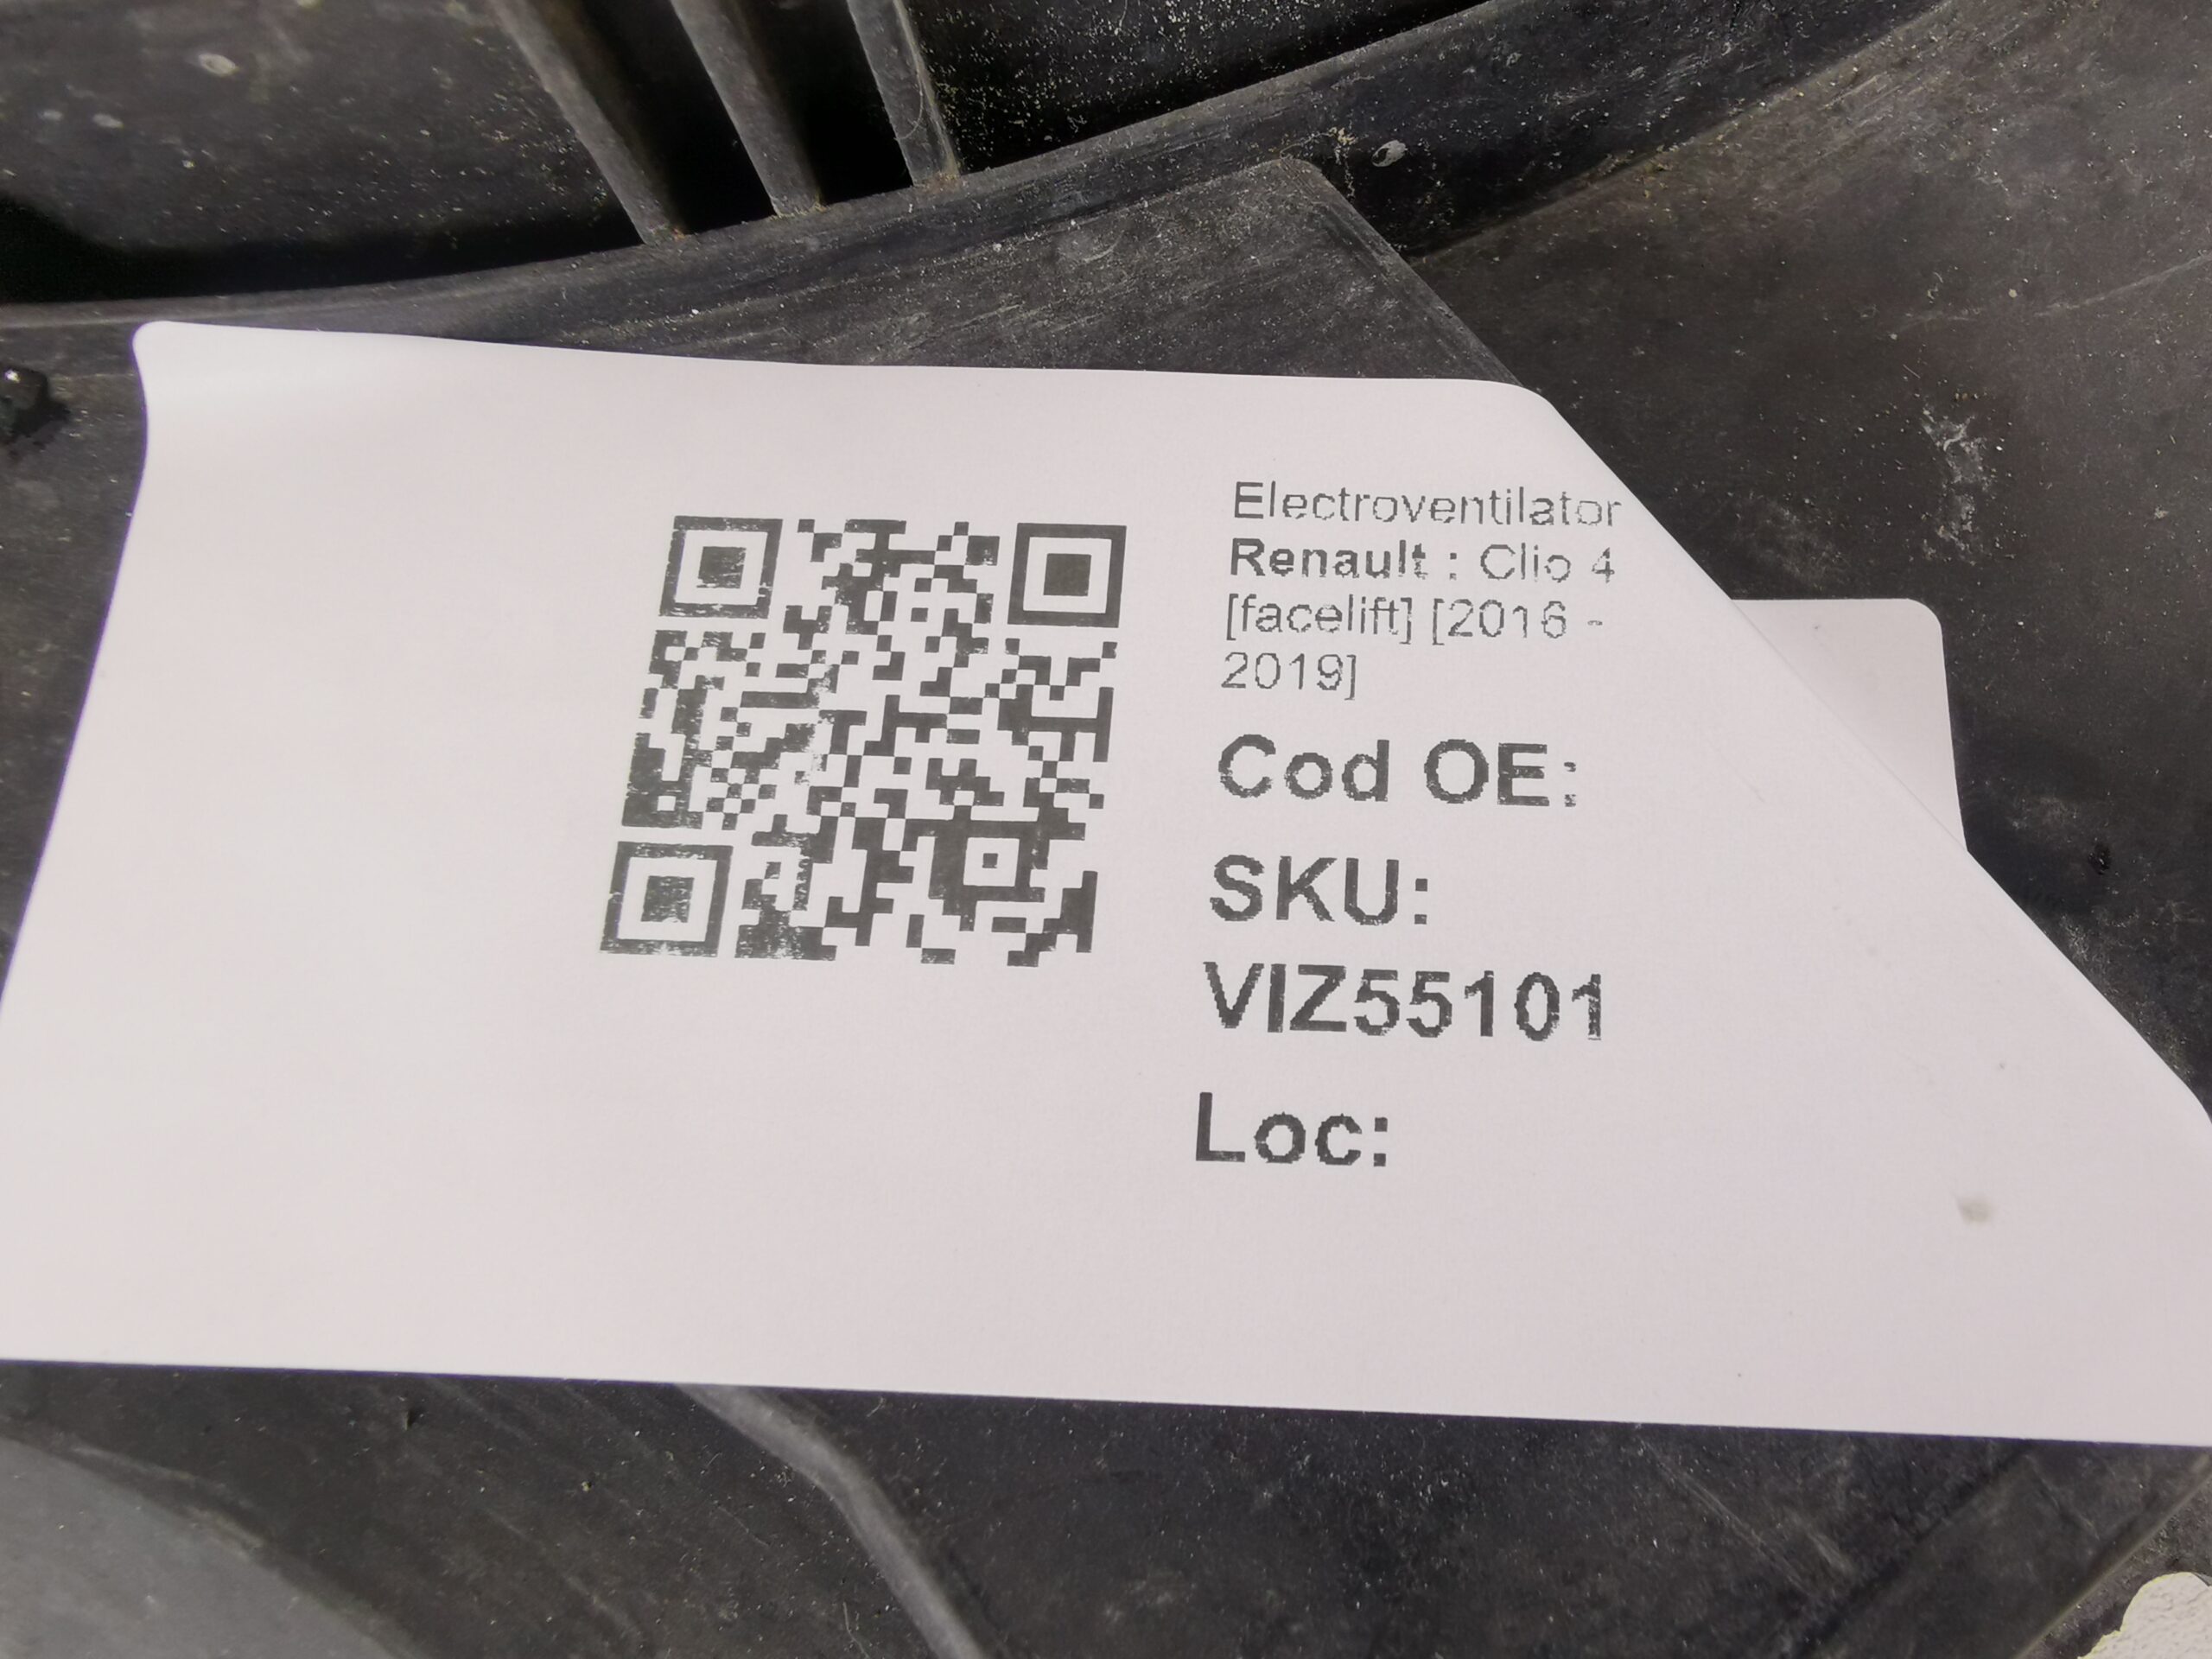 Electroventilator
Renault : Clio 4
[facelift] [2016 -
2019]
Cod OE:
SKU:
VIZ55101
Loc: